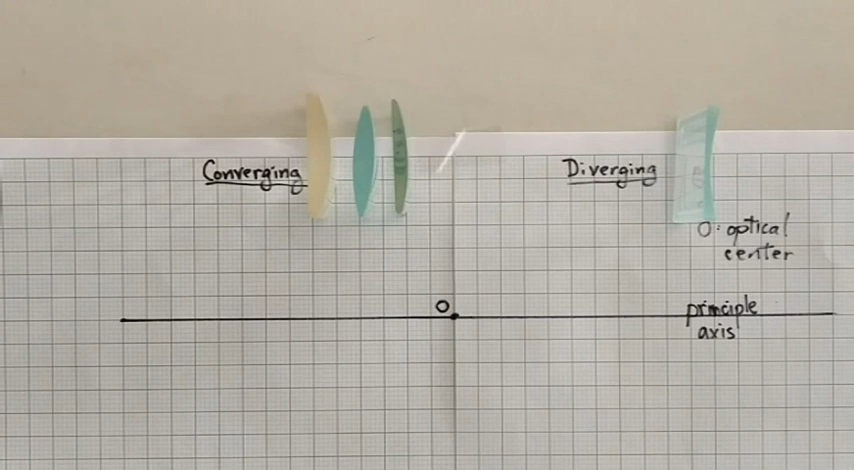 Converging
Diverging
O: optical
center
O
principle
axis